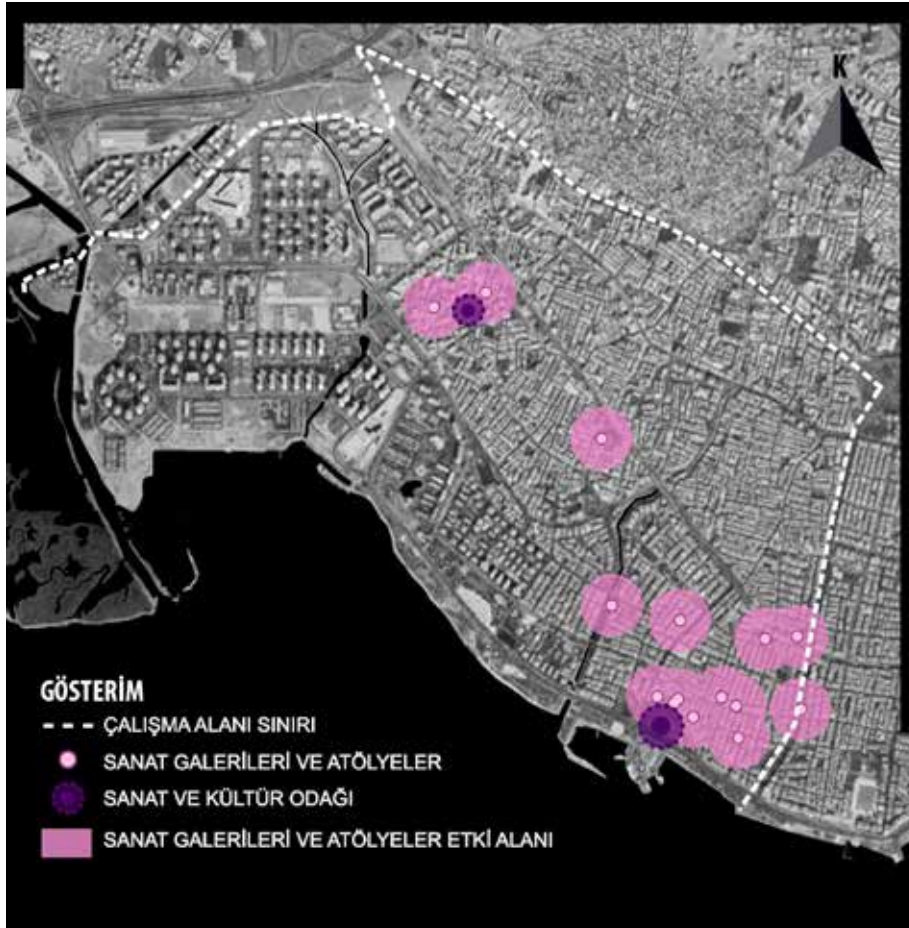 K
GÖSTERİM
ÇALIŞMA ALANI SINIRI
SANAT GALERİLERİ VE ATÖLYELER
SANAT VE KÜLTÜR ODAĞI
SANAT GALERİLERİ VE ATÖLYELER ETKİ ALANI